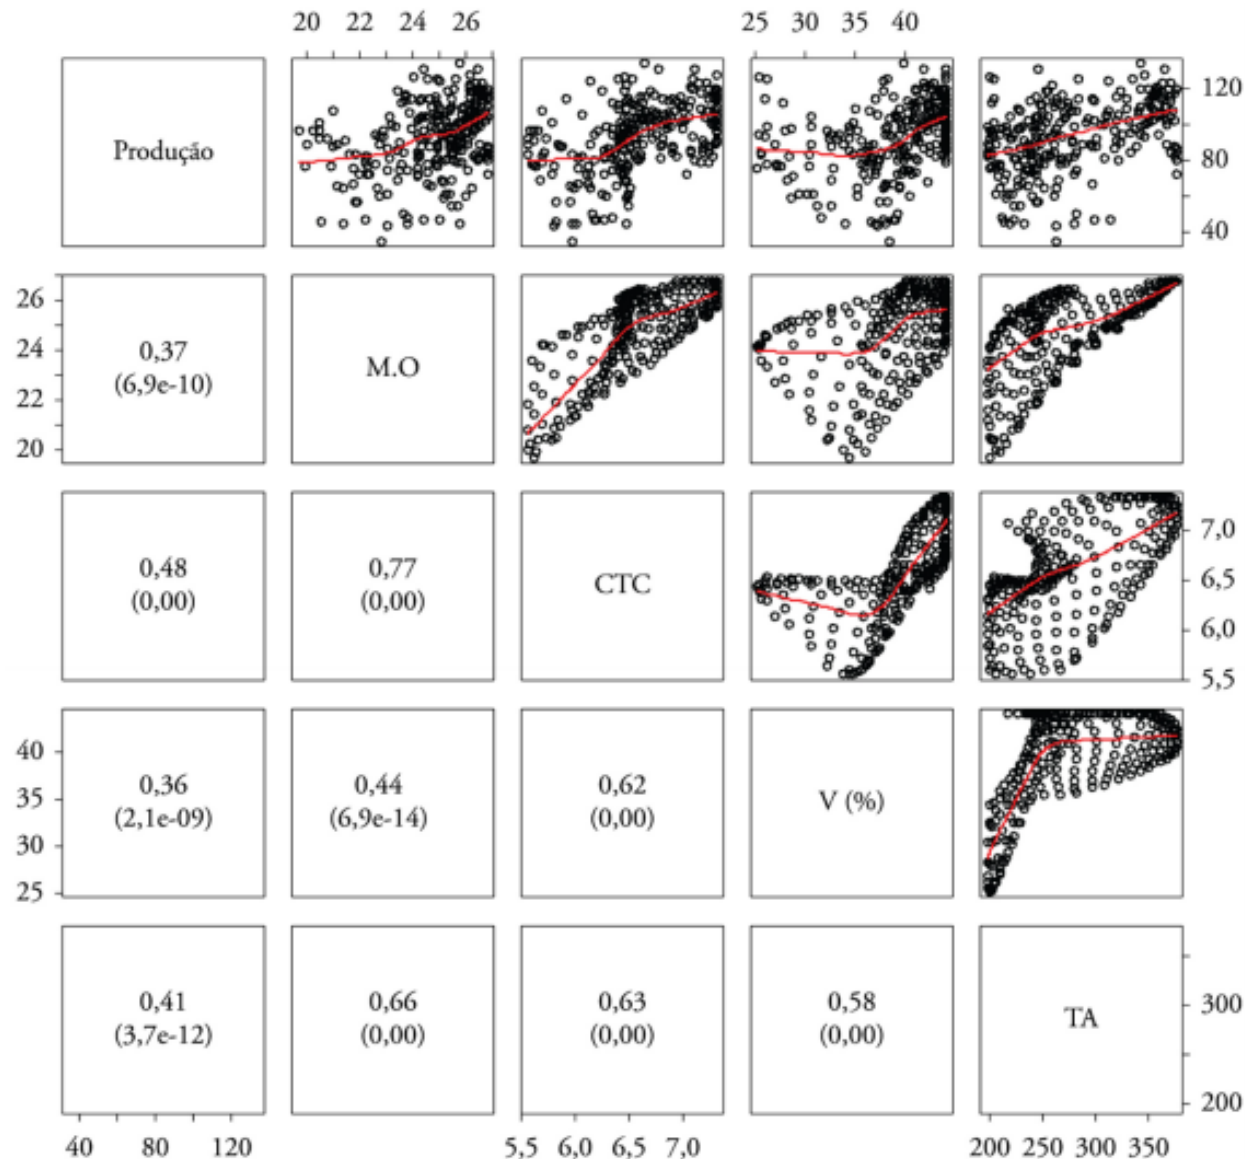 20 22 24 26 25 30 35 40
Produção 120
80
40
26
24
22
20
0,37
(6,9e-10)
M.O
0,48
(0,00)
0,77
(0,00)
CTC
7,0
6,5
6,0
5,5
40
35
30
25
0,36
(2,1e-09)
0,44
(6,9e-14)
0,62
(0,00)
V (%)
0,41
(3,7e-12)
0,66
(0,00)
0,63
(0,00)
0,58
(0,00)
TA
300
200
40 80 120 5,5 6,0 6,5 7,0 200 250 300 350